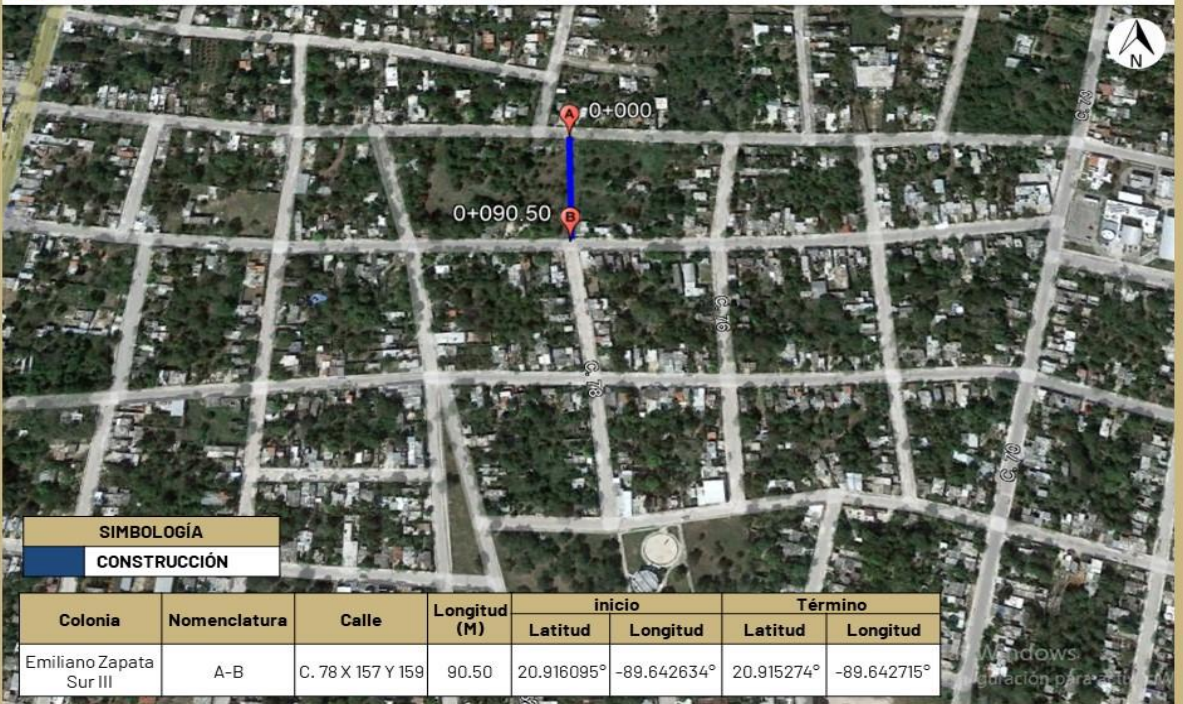 N
A 0+000
C. 79
0+090.50 B
C. 76
C. 78
C. 70
SIMBOLOGÍA
CONSTRUCCIÓN
Colonia Nomenclatura Calle Longitud (M) inicio Término
Latitud Longitud Latitud Longitud
Emiliano Zapata Sur III A-B C. 78 X 157 Y 159 90.50 20.916095° -89.642634° 20.915274° -89.642715°
Windows